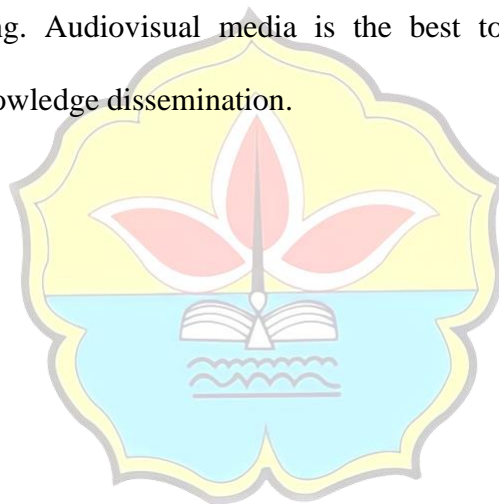 ng. Audiovisual media is the best to
owledge dissemination.